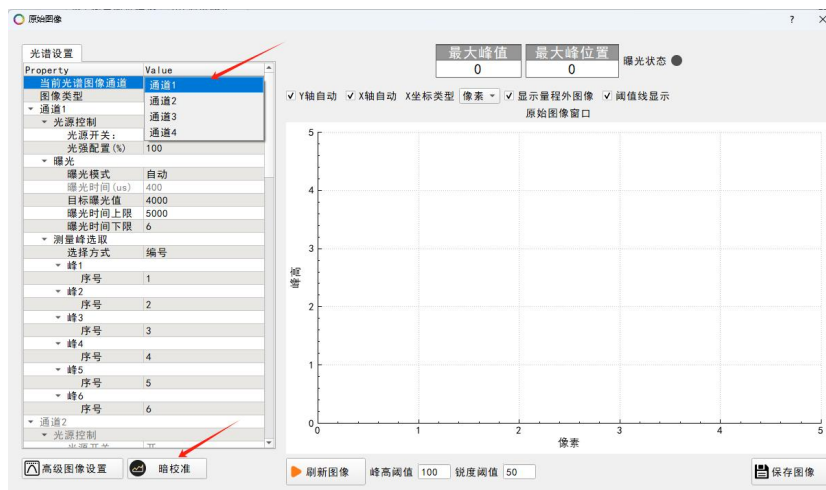 原始图像
? ×
光谱设置
Property Value
当前光谱图像通道 通道1
图像类型 通道2
通道1 通道3
光源控制 通道4
光源开关：
光强配置(%) 100
曝光
曝光模式 自动
曝光时间(us) 400
目标曝光值 4000
曝光时间上限 5000
曝光时间下限 6
测量峰选取
选择方式 编号
峰1
序号 1
峰2
序号 2
峰3
序号 3
峰4
序号 4
峰5
序号 5
峰6
序号 6
通道2
光源控制
高级图像设置 暗校准
最大峰值 最大峰位置 曝光状态
0 0
Y轴自动 X轴自动 X坐标类型 像素 显示量程外图像 阈值线显示
原始图像窗口
峰高
5
4
3
2
1
0
0 1 2 3 4 5
像素
刷新图像 峰高阈值 100 锐度阈值 50 保存图像